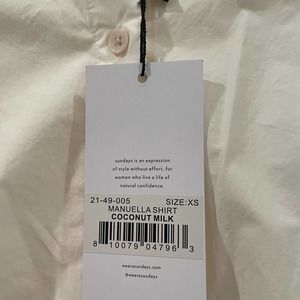 sundays is an expression
of style without effort, for
women who live a life of
natural confidence.
21-49-005 SIZE:XS
MANUELLA SHIRT
COCONUT MILK
8 10079 04796 3
wearesundays.com
@wearesundays